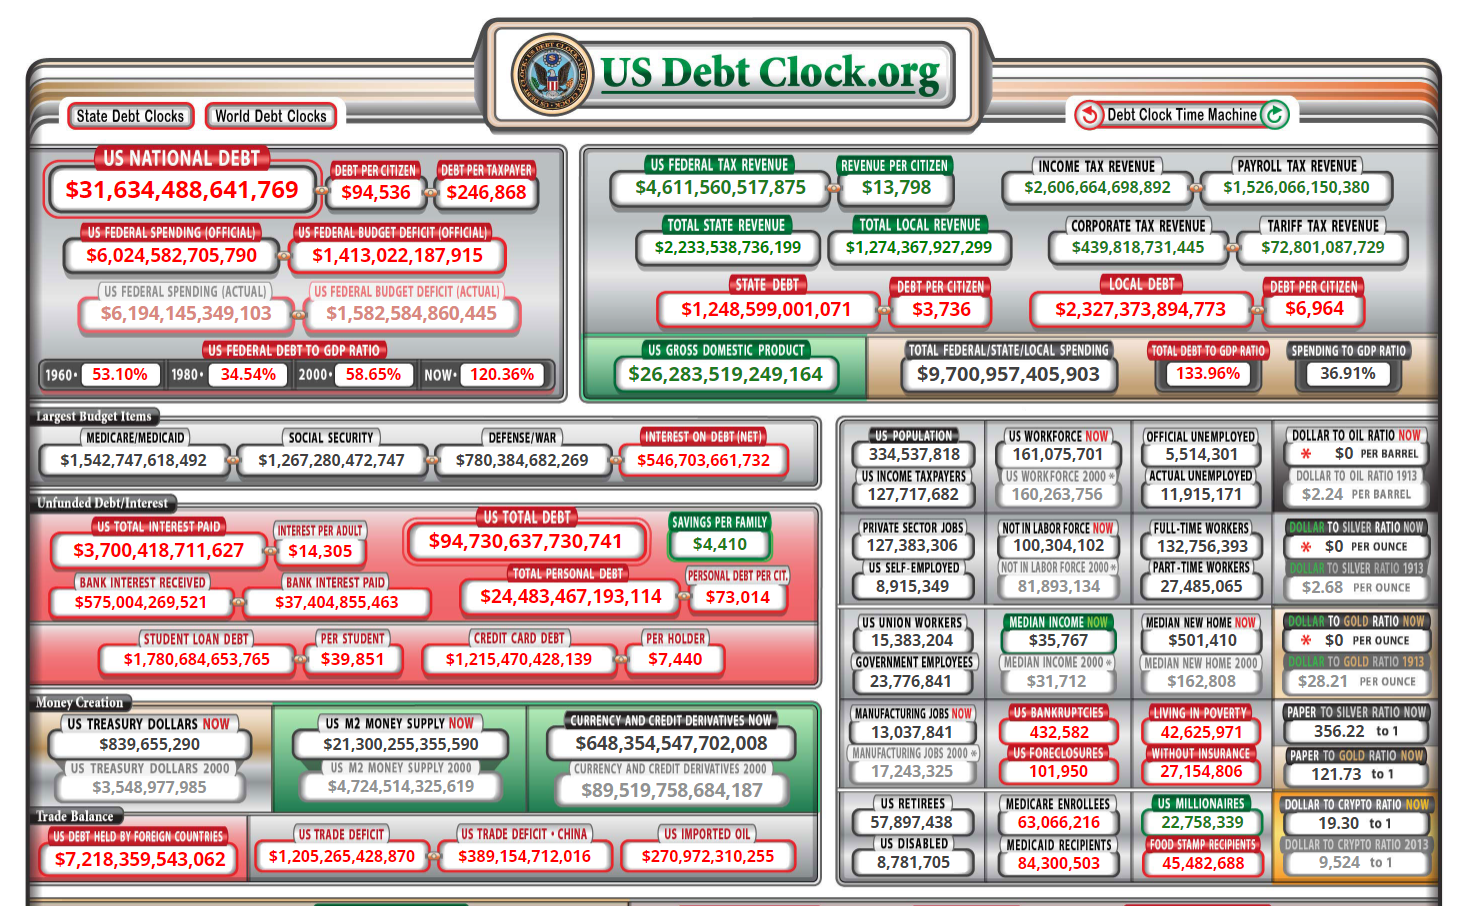 US Debt Clock.org
State Debt Clocks
World Debt Clocks
Debt Clock Time Machine
US NATIONAL DEBT
$31,634,488,641,769
DEBT PER CITIZEN
$94,536
DEBT PER TAXPAYER
$246,868
US FEDERAL SPENDING (OFFICIAL)
$6,024,582,705,790
US FEDERAL BUDGET DEFICIT (OFFICIAL)
$1,413,022,187,915
US FEDERAL SPENDING (ACTUAL)
$6,194,145,349,103
US FEDERAL BUDGET DEFICIT (ACTUAL)
$1,582,584,860,445
US FEDERAL DEBT TO GDP RATIO
1960• 53.10% 1980• 34.54% 2000• 58.65% NOW• 120.36%
US FEDERAL TAX REVENUE
$4,611,560,517,875
REVENUE PER CITIZEN
$13,798
INCOME TAX REVENUE
$2,606,664,698,892
PAYROLL TAX REVENUE
$1,526,066,150,380
TOTAL STATE REVENUE
$2,233,538,736,199
TOTAL LOCAL REVENUE
$1,274,367,927,299
CORPORATE TAX REVENUE
$439,818,731,445
TARIFF TAX REVENUE
$72,801,087,729
STATE DEBT
$1,248,599,001,071
DEBT PER CITIZEN
$3,736
LOCAL DEBT
$2,327,373,894,773
DEBT PER CITIZEN
$6,964
US GROSS DOMESTIC PRODUCT
$26,283,519,249,164
TOTAL FEDERAL/STATE/LOCAL SPENDING
$9,700,957,405,903
TOTAL DEBT TO GDP RATIO
133.96%
SPENDING TO GDP RATIO
36.91%
Largest Budget Items
MEDICARE/MEDICAID
$1,542,747,618,492
SOCIAL SECURITY
$1,267,280,472,747
DEFENSE/WAR
$780,384,682,269
INTEREST ON DEBT (NET)
$546,703,661,732
Unfunded Debt/Interest
US TOTAL INTEREST PAID
$3,700,418,711,627
INTEREST PER ADULT
$14,305
US TOTAL DEBT
$94,730,637,730,741
SAVINGS PER FAMILY
$4,410
BANK INTEREST RECEIVED
$575,004,269,521
BANK INTEREST PAID
$37,404,855,463
TOTAL PERSONAL DEBT
$24,483,467,193,114
PERSONAL DEBT PER CIT.
$73,014
STUDENT LOAN DEBT
$1,780,684,653,765
PER STUDENT
$39,851
CREDIT CARD DEBT
$1,215,470,428,139
PER HOLDER
$7,440
Money Creation
US TREASURY DOLLARS NOW
$839,655,290
US TREASURY DOLLARS 2000
$3,548,977,985
US M2 MONEY SUPPLY NOW
$21,300,255,355,590
US M2 MONEY SUPPLY 2000
$4,724,514,325,619
CURRENCY AND CREDIT DERIVATIVES NOW
$648,354,547,702,008
CURRENCY AND CREDIT DERIVATIVES 2000
$89,519,758,684,187
Trade Balance
US DEBT HELD BY FOREIGN COUNTRIES
$7,218,359,543,062
US TRADE DEFICIT
$1,205,265,428,870
US TRADE DEFICIT • CHINA
$389,154,712,016
US IMPORTED OIL
$270,972,310,255
US POPULATION
334,537,818
US INCOME TAXPAYERS
127,717,682
US WORKFORCE NOW
161,075,701
US WORKFORCE 2000 *
160,263,756
OFFICIAL UNEMPLOYED
5,514,301
ACTUAL UNEMPLOYED
11,915,171
DOLLAR TO OIL RATIO NOW
* $0 PER BARREL
DOLLAR TO OIL RATIO 1913
$2.24 PER BARREL
PRIVATE SECTOR JOBS
127,383,306
US SELF-EMPLOYED
8,915,349
NOT IN LABOR FORCE NOW
100,304,102
NOT IN LABOR FORCE 2000 *
81,893,134
FULL-TIME WORKERS
132,756,393
PART-TIME WORKERS
27,485,065
DOLLAR TO SILVER RATIO NOW
* $0 PER OUNCE
DOLLAR TO SILVER RATIO 1913
$2.68 PER OUNCE
US UNION WORKERS
15,383,204
GOVERNMENT EMPLOYEES
23,776,841
MEDIAN INCOME NOW
$35,767
MEDIAN INCOME 2000 *
$31,712
MEDIAN NEW HOME NOW
$501,410
MEDIAN NEW HOME 2000
$162,808
DOLLAR TO GOLD RATIO NOW
* $0 PER OUNCE
DOLLAR TO GOLD RATIO 1913
$28.21 PER OUNCE
MANUFACTURING JOBS NOW
13,037,841
MANUFACTURING JOBS 2000 *
17,243,325
US BANKRUPTCIES
432,582
US FORECLOSURES
101,950
LIVING IN POVERTY
42,625,971
WITHOUT INSURANCE
27,154,806
PAPER TO SILVER RATIO NOW
356.22 to 1
PAPER TO GOLD RATIO NOW
121.73 to 1
US RETIREES
57,897,438
US DISABLED
8,781,705
MEDICARE ENROLLEES
63,066,216
MEDICAID RECIPIENTS
84,300,503
US MILLIONAIRES
22,758,339
FOOD STAMP RECIPIENTS
45,482,688
DOLLAR TO CRYPTO RATIO NOW
19.30 to 1
DOLLAR TO CRYPTO RATIO 2013
9,524 to 1